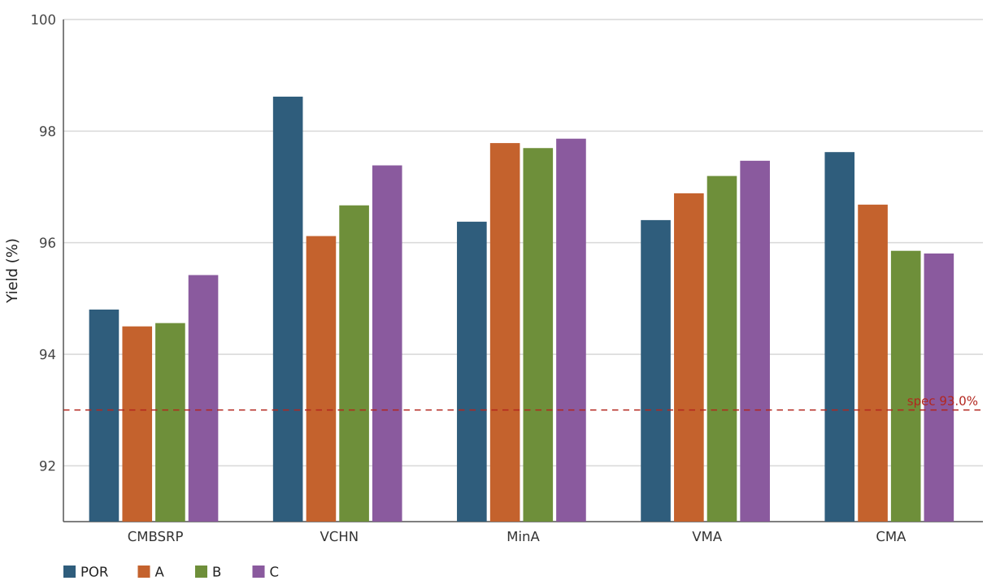 100
98
96
94
92
Yield (%)
spec 93.0%
CMBSRP VCHN MinA VMA CMA
POR A B C